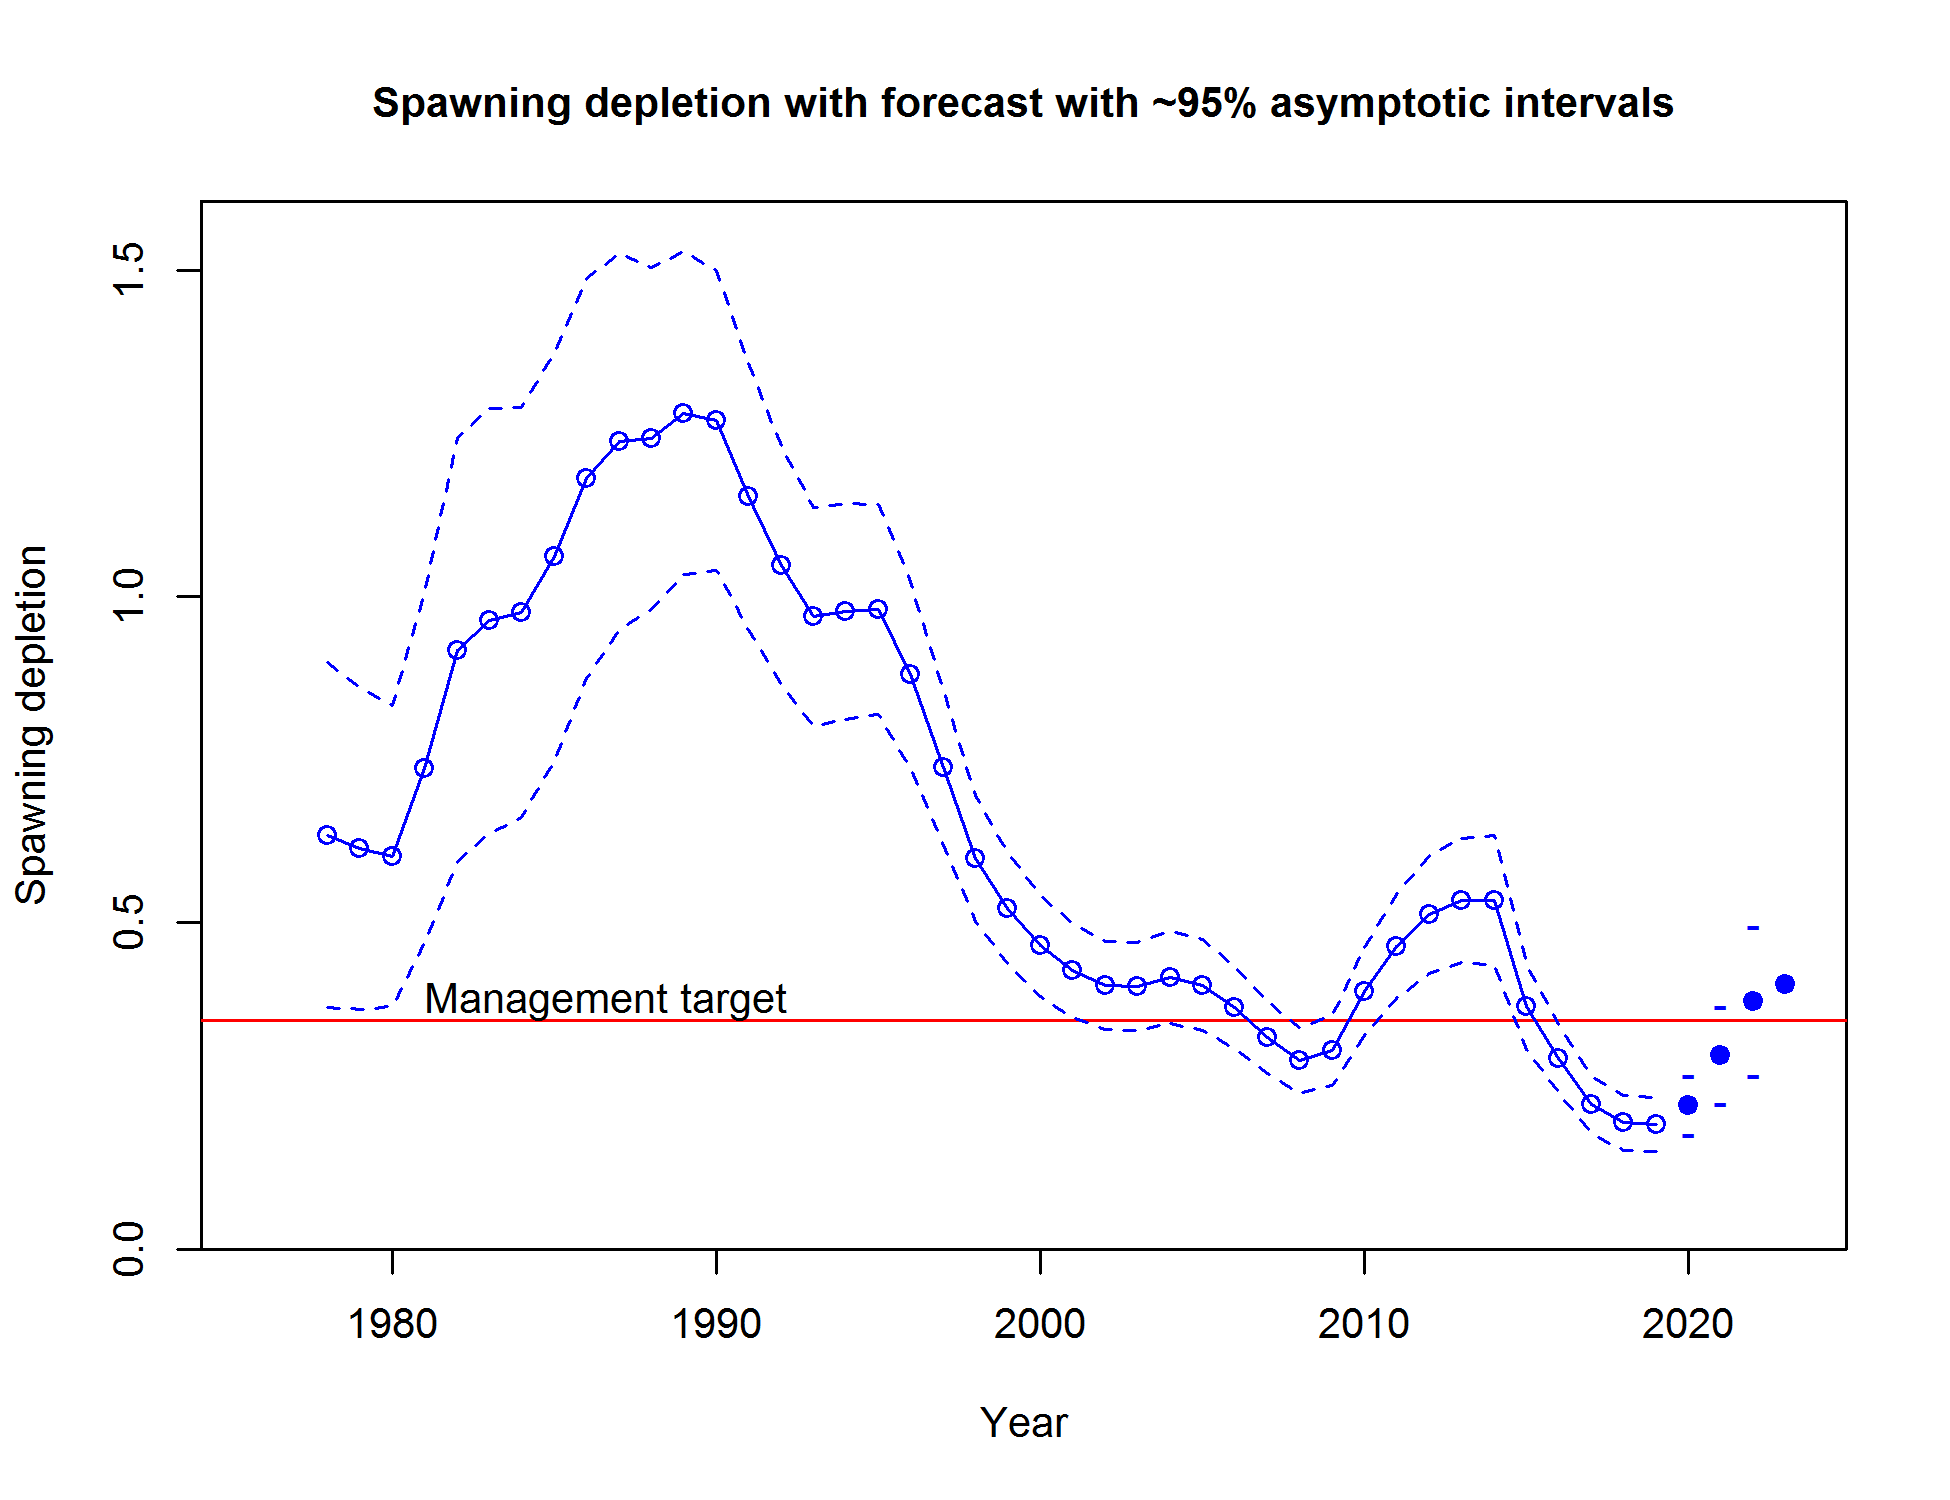 Spawning depletion with forecast with ~95% asymptotic intervals
Spawning depletion
1.5
1.0
0.5
0.0
Management target
1980 1990 2000 2010 2020
Year